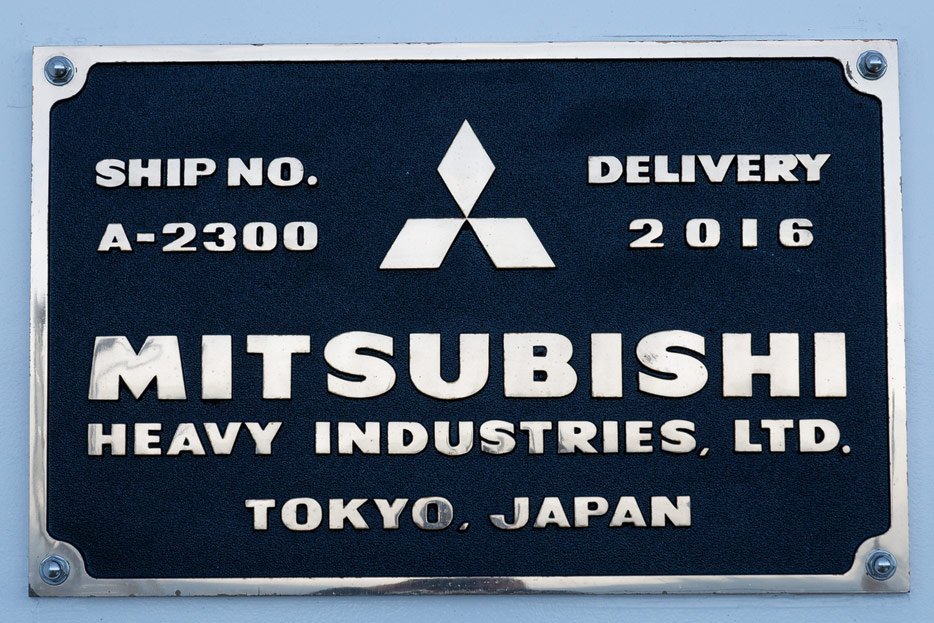 SHIP NO.
A-2300
DELIVERY
2016
MITSUBISHI
HEAVY INDUSTRIES, LTD.
TOKYO, JAPAN